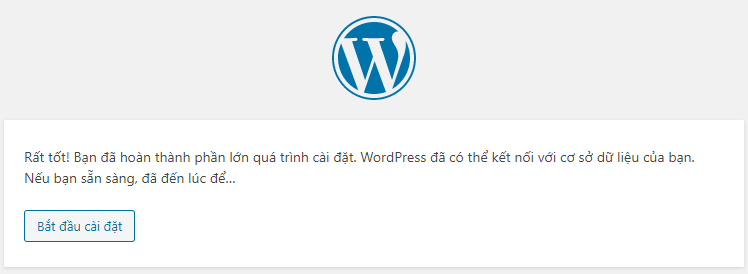 Rất tốt! Bạn đã hoàn thành phần lớn quá trình cài đặt. WordPress đã có thể kết nối với cơ sở dữ liệu của bạn.
Nếu bạn sẵn sàng, đã đến lúc để...
Bắt đầu cài đặt